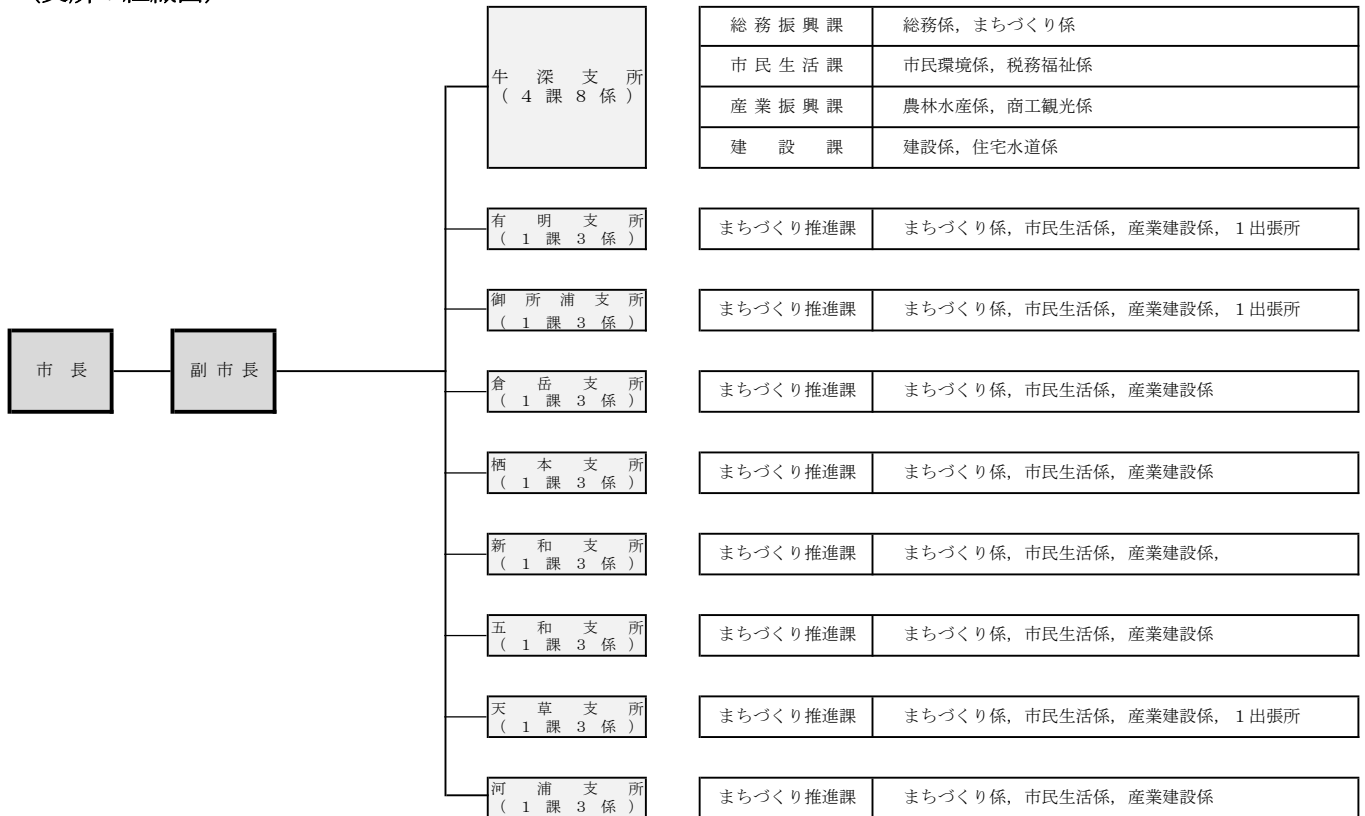 市 長
副 市 長
牛 深 支 所
( 4 課 8 係 )
総 務 振 興 課 総務係, まちづくり係
市 民 生 活 課 市民環境係, 税務福祉係
産 業 振 興 課 農林水産係, 商工観光係
建 設 課 建設係, 住宅水道係
有 明 支 所
( 1 課 3 係 )
まちづくり推進課 まちづくり係, 市民生活係, 産業建設係, 1出張所
御 所 浦 支 所
( 1 課 3 係 )
まちづくり推進課 まちづくり係, 市民生活係, 産業建設係, 1出張所
倉 岳 支 所
( 1 課 3 係 )
まちづくり推進課 まちづくり係, 市民生活係, 産業建設係
栖 本 支 所
( 1 課 3 係 )
まちづくり推進課 まちづくり係, 市民生活係, 産業建設係
新 和 支 所
( 1 課 3 係 )
まちづくり推進課 まちづくり係, 市民生活係, 産業建設係,
五 和 支 所
( 1 課 3 係 )
まちづくり推進課 まちづくり係, 市民生活係, 産業建設係
天 草 支 所
( 1 課 3 係 )
まちづくり推進課 まちづくり係, 市民生活係, 産業建設係, 1出張所
河 浦 支 所
( 1 課 3 係 )
まちづくり推進課 まちづくり係, 市民生活係, 産業建設係